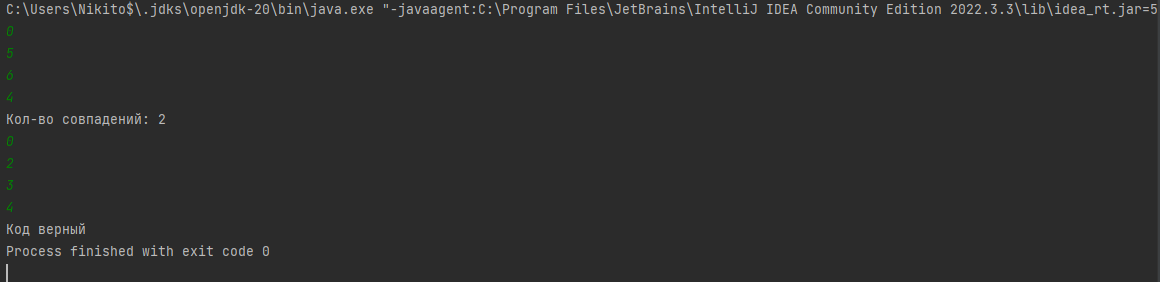 C:\Users\Nikito$\.jdks\openjdk-20\bin\java.exe "-javaagent:C:\Program Files\JetBrains\IntelliJ IDEA Community Edition 2022.3.3\lib\idea_rt.jar=5
0
5
6
4
Кол-во совпадений: 2
0
2
3
4
Код верный
Process finished with exit code 0